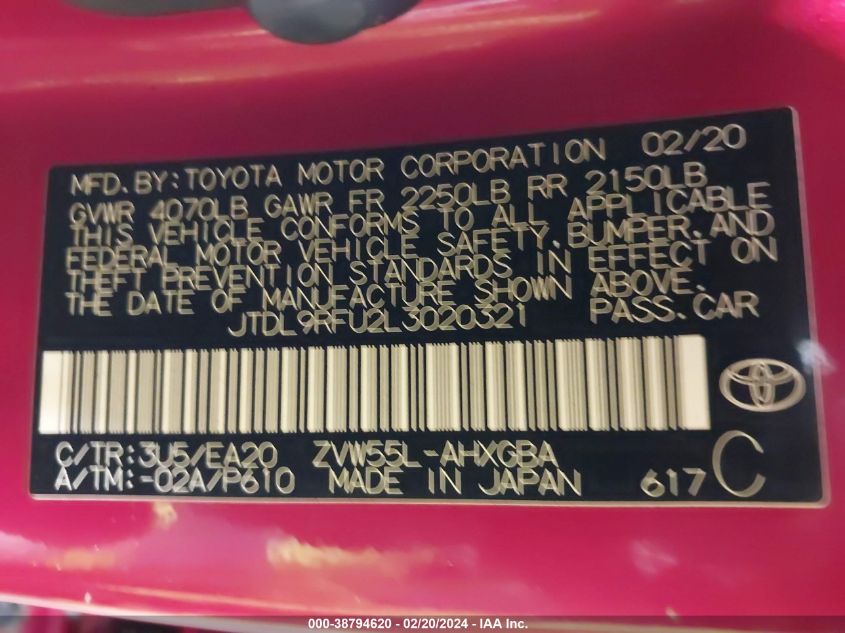 MFD.BY:TOYOTA MOTOR CORPORATION 02/20
GVWR 4070LB GAWR FR 2250LB RR 2150LB
THIS VEHICLE CONFORMS TO ALL APPLICABLE
FEDERAL MOTOR VEHICLE SAFETY,BUMPER,AND
THEFT PREVENTION STANDARDS IN EFFECT ON
THE DATE OF MANUFACTURE SHOWN ABOVE.
JTDL9RFU2L3020321 PASS.CAR
C/TR:3U5/EA20 ZVW55L-AHXGBA
A/TM:-02A/P610 MADE IN JAPAN 617 C
000-38794620 - 02/20/2024 - IAA Inc.